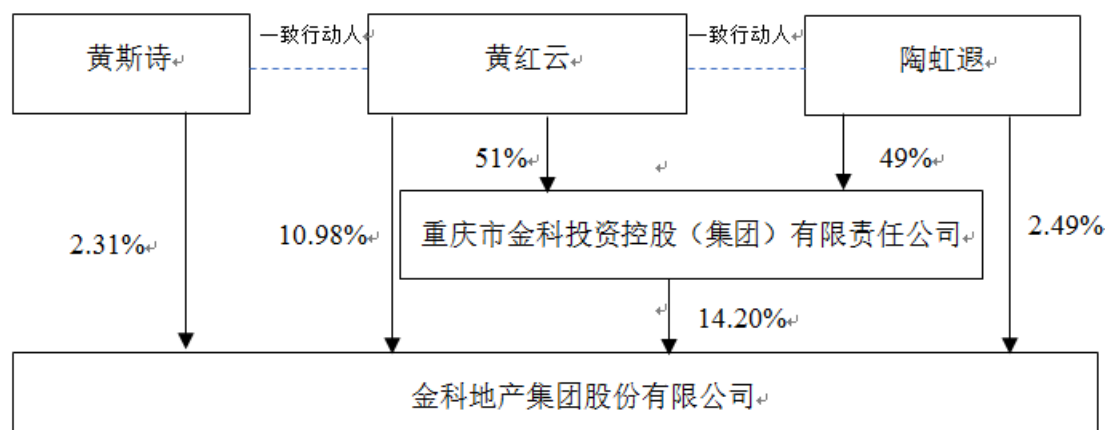 一致行动人
一致行动人
黄斯诗
黄红云
陶虹遐
51%
49%
2.31%
10.98%
重庆市金科投资控股（集团）有限责任公司
2.49%
14.20%
金科地产集团股份有限公司